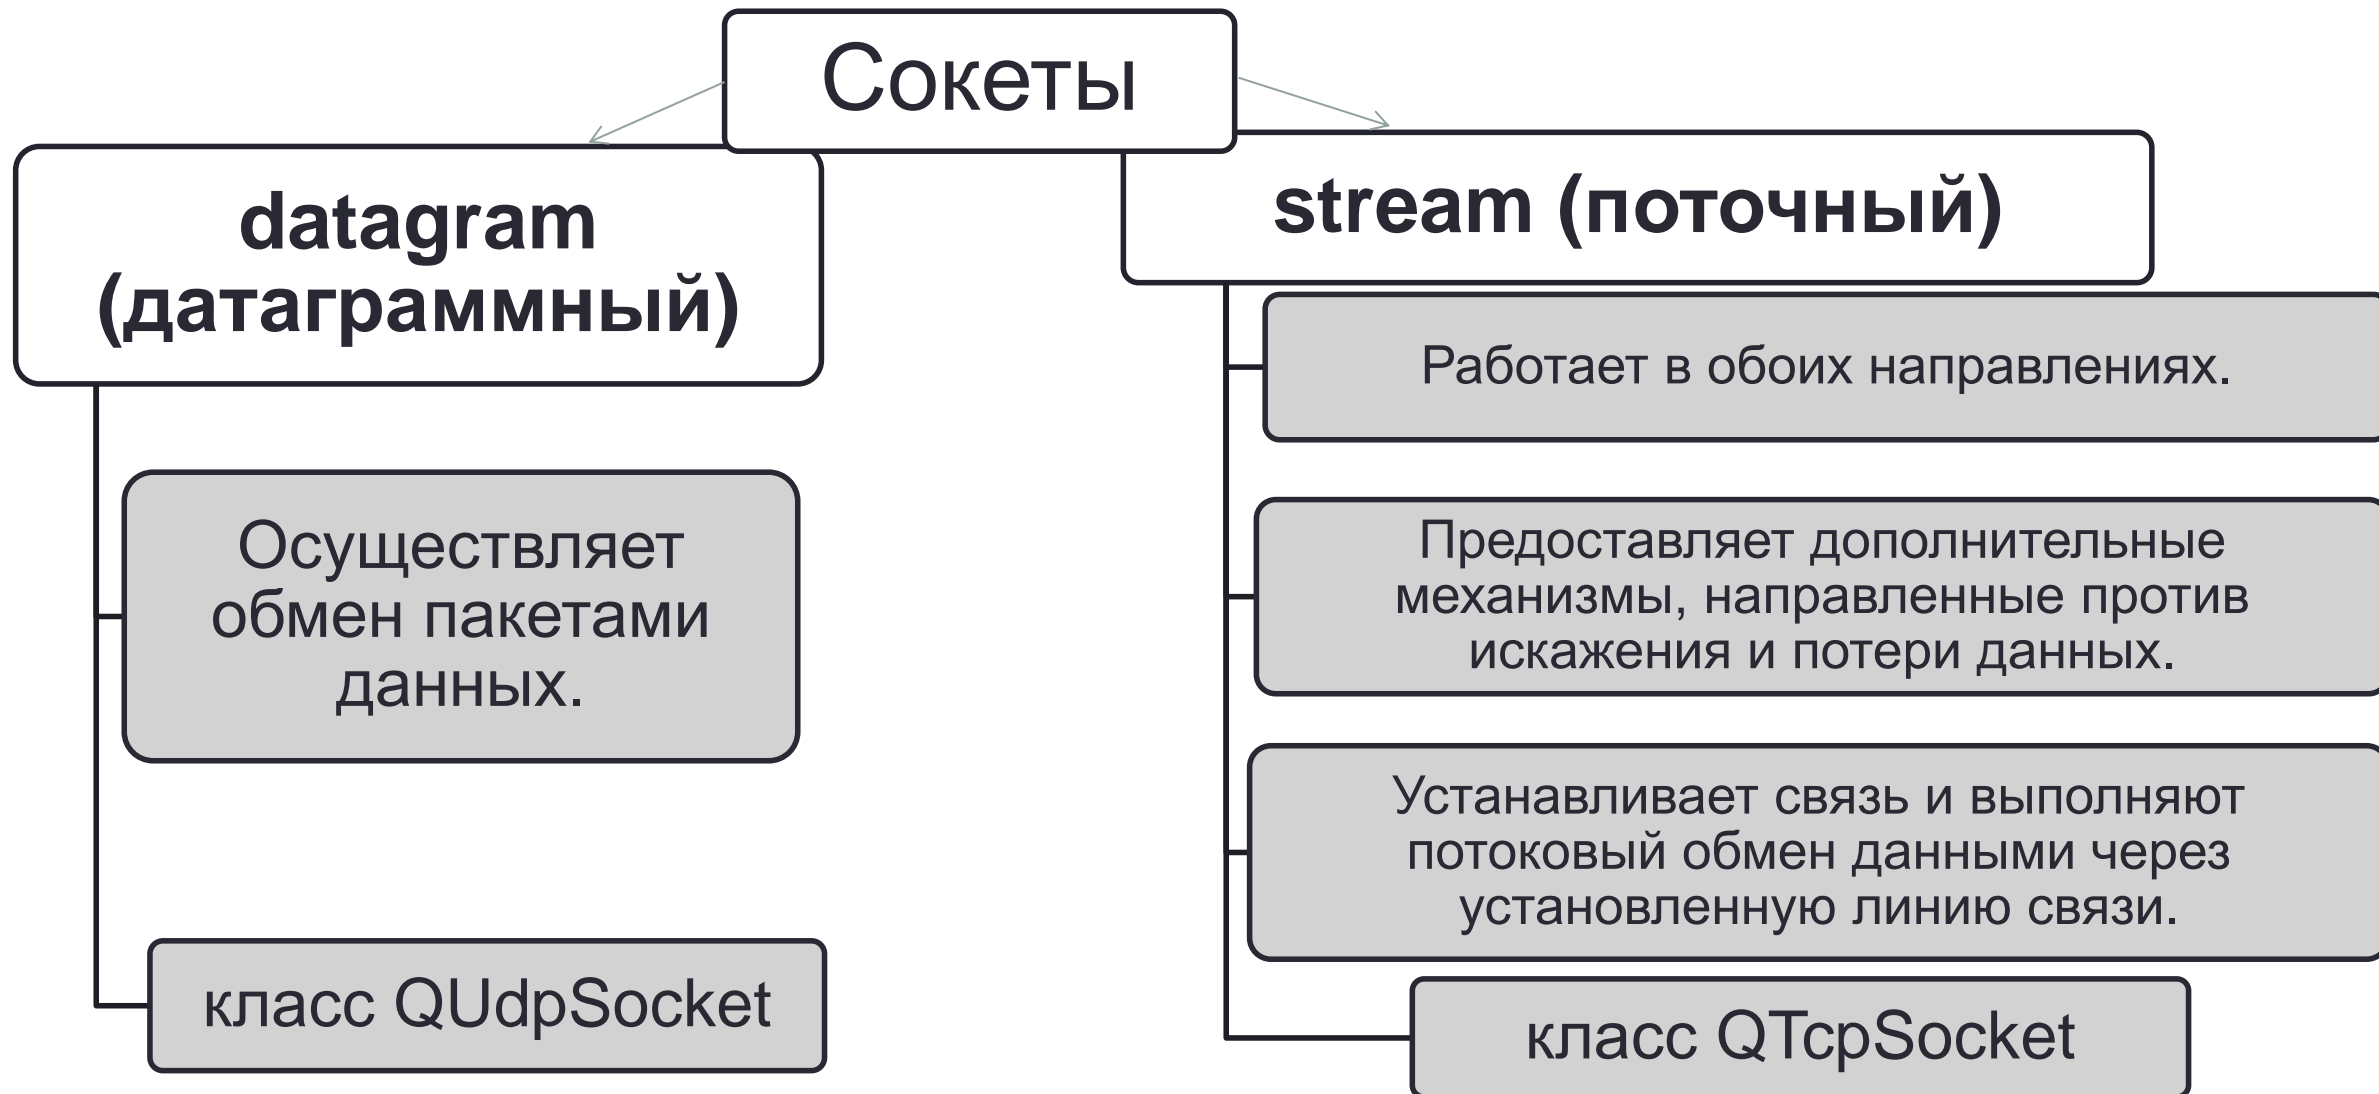 Сокеты
datagram
(датаграммный)
Осуществляет
обмен пакетами
данных.
класс QUdpSocket
stream (поточный)
Работает в обоих направлениях.
Предоставляет дополнительные
механизмы, направленные против
искажения и потери данных.
Устанавливает связь и выполняют
потоковый обмен данными через
установленную линию связи.
класс QTcpSocket